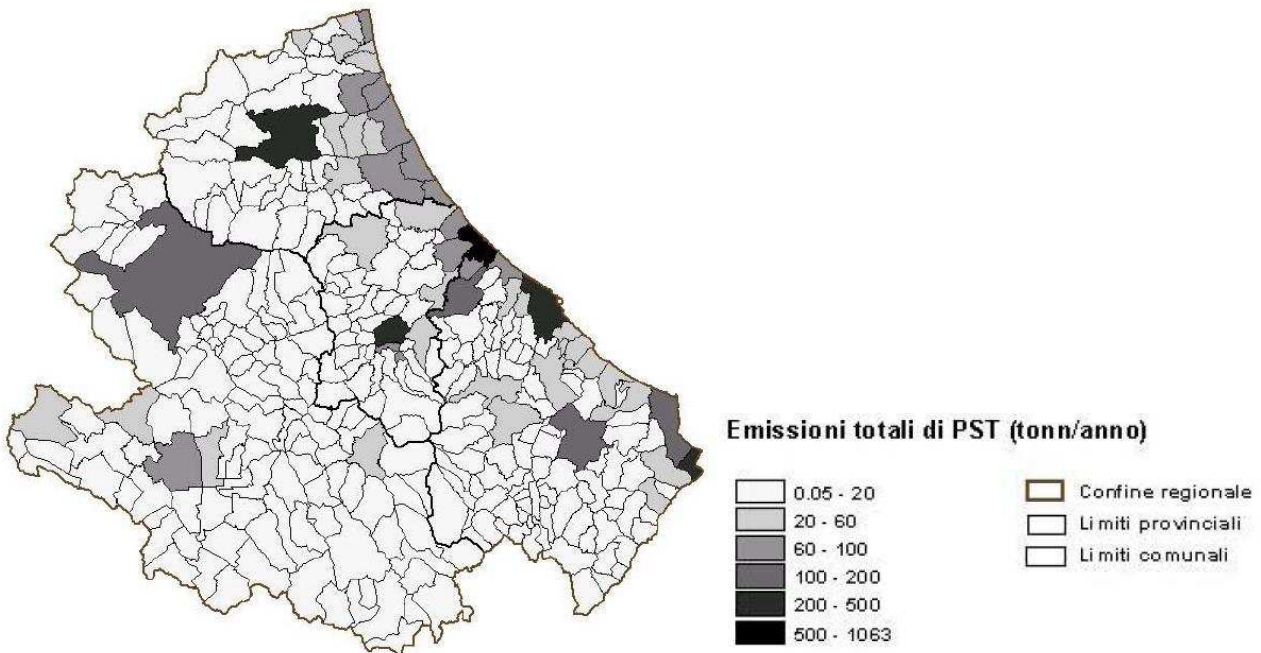 Emissioni totali di PST (tonn/anno)
0.05 - 20
20 - 60
60 - 100
100 - 200
200 - 500
500 - 1063
Confine regionale
Limiti provinciali
Limiti comunali